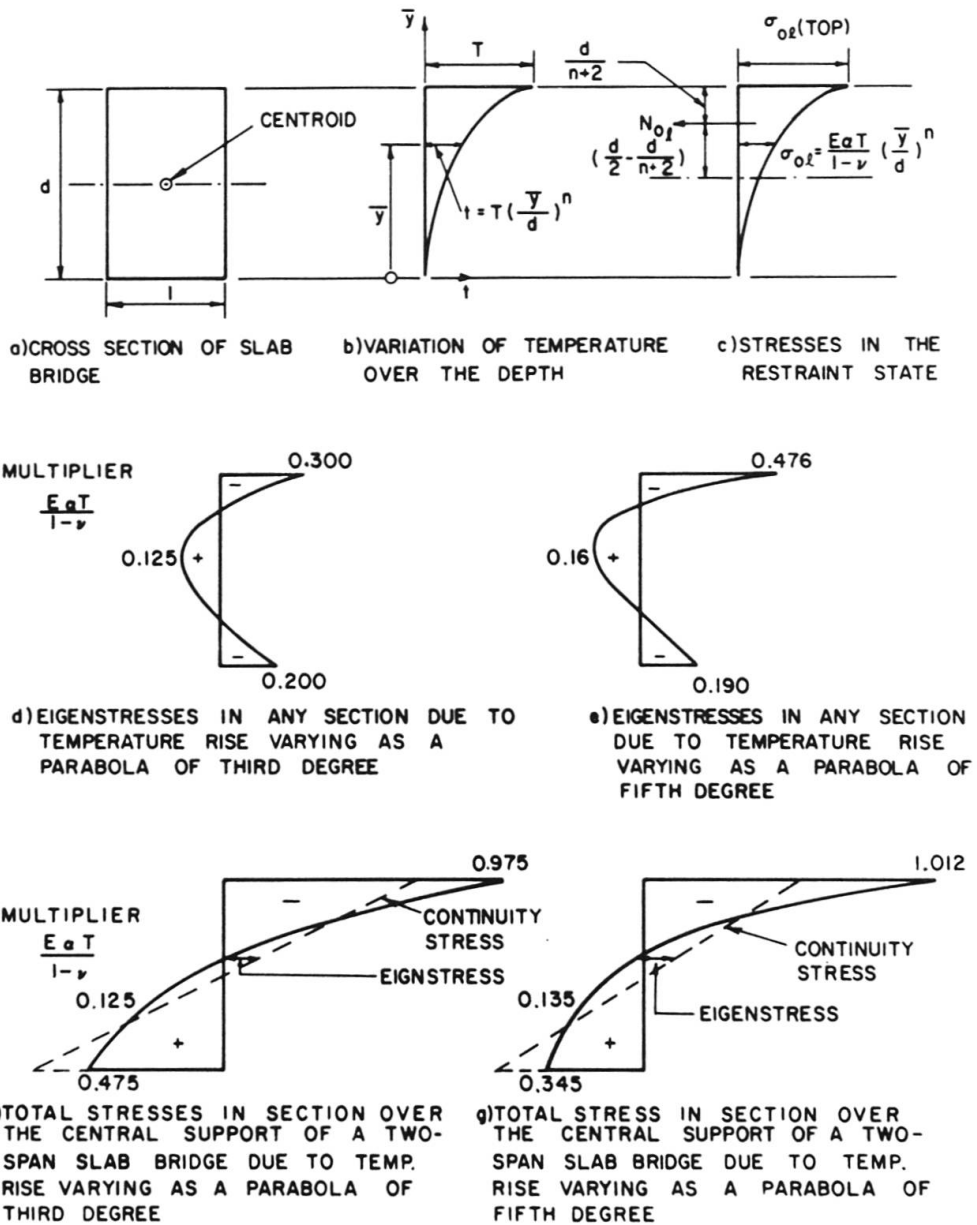 ȳ
T
d/(n+2)
σ_oℓ(TOP)
CENTROID
N_oℓ
(d/2 - d/(n+2))
σ_oℓ = EαT/(1-ν) (ȳ/d)^n
d
ȳ
t = T(ȳ/d)^n
t
1
a)CROSS SECTION OF SLAB
BRIDGE
b)VARIATION OF TEMPERATURE
OVER THE DEPTH
c)STRESSES IN THE
RESTRAINT STATE
MULTIPLIER
EαT/(1-ν)
0.300
-
0.125
+
-
0.200
0.476
-
0.16
+
-
0.190
d)EIGENSTRESSES IN ANY SECTION DUE TO
TEMPERATURE RISE VARYING AS A
PARABOLA OF THIRD DEGREE
e)EIGENSTRESSES IN ANY SECTION
DUE TO TEMPERATURE RISE
VARYING AS A PARABOLA OF
FIFTH DEGREE
MULTIPLIER
EαT/(1-ν)
0.975
-
CONTINUITY
STRESS
EIGNSTRESS
0.125
+
0.475
1.012
-
CONTINUITY
STRESS
0.135
EIGENSTRESS
+
0.345
)TOTAL STRESSES IN SECTION OVER
THE CENTRAL SUPPORT OF A TWO-
SPAN SLAB BRIDGE DUE TO TEMP.
RISE VARYING AS A PARABOLA OF
THIRD DEGREE
g)TOTAL STRESS IN SECTION OVER
THE CENTRAL SUPPORT OF A TWO-
SPAN SLAB BRIDGE DUE TO TEMP.
RISE VARYING AS A PARABOLA OF
FIFTH DEGREE